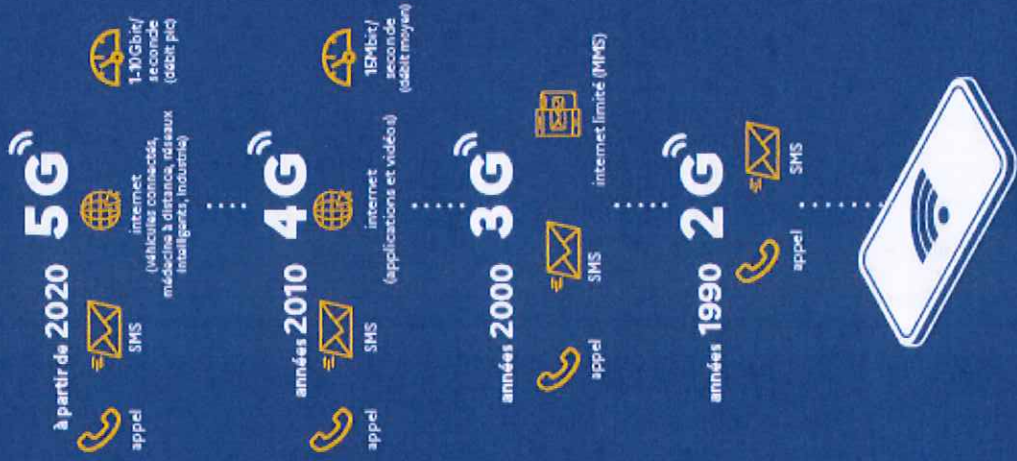 à partir de 2020 5G
appel
SMS
internet
(véhicules connectés,
médecine à distance, réseaux
intelligents, industrie)
1-10Gbit/
seconde
(débit pic)
années 2010 4G
appel
SMS
internet
(applications et vidéos)
15Mbit/
seconde
(débit moyen)
années 2000 3G
appel
SMS
internet limité (MMS)
années 1990 2G
appel
SMS